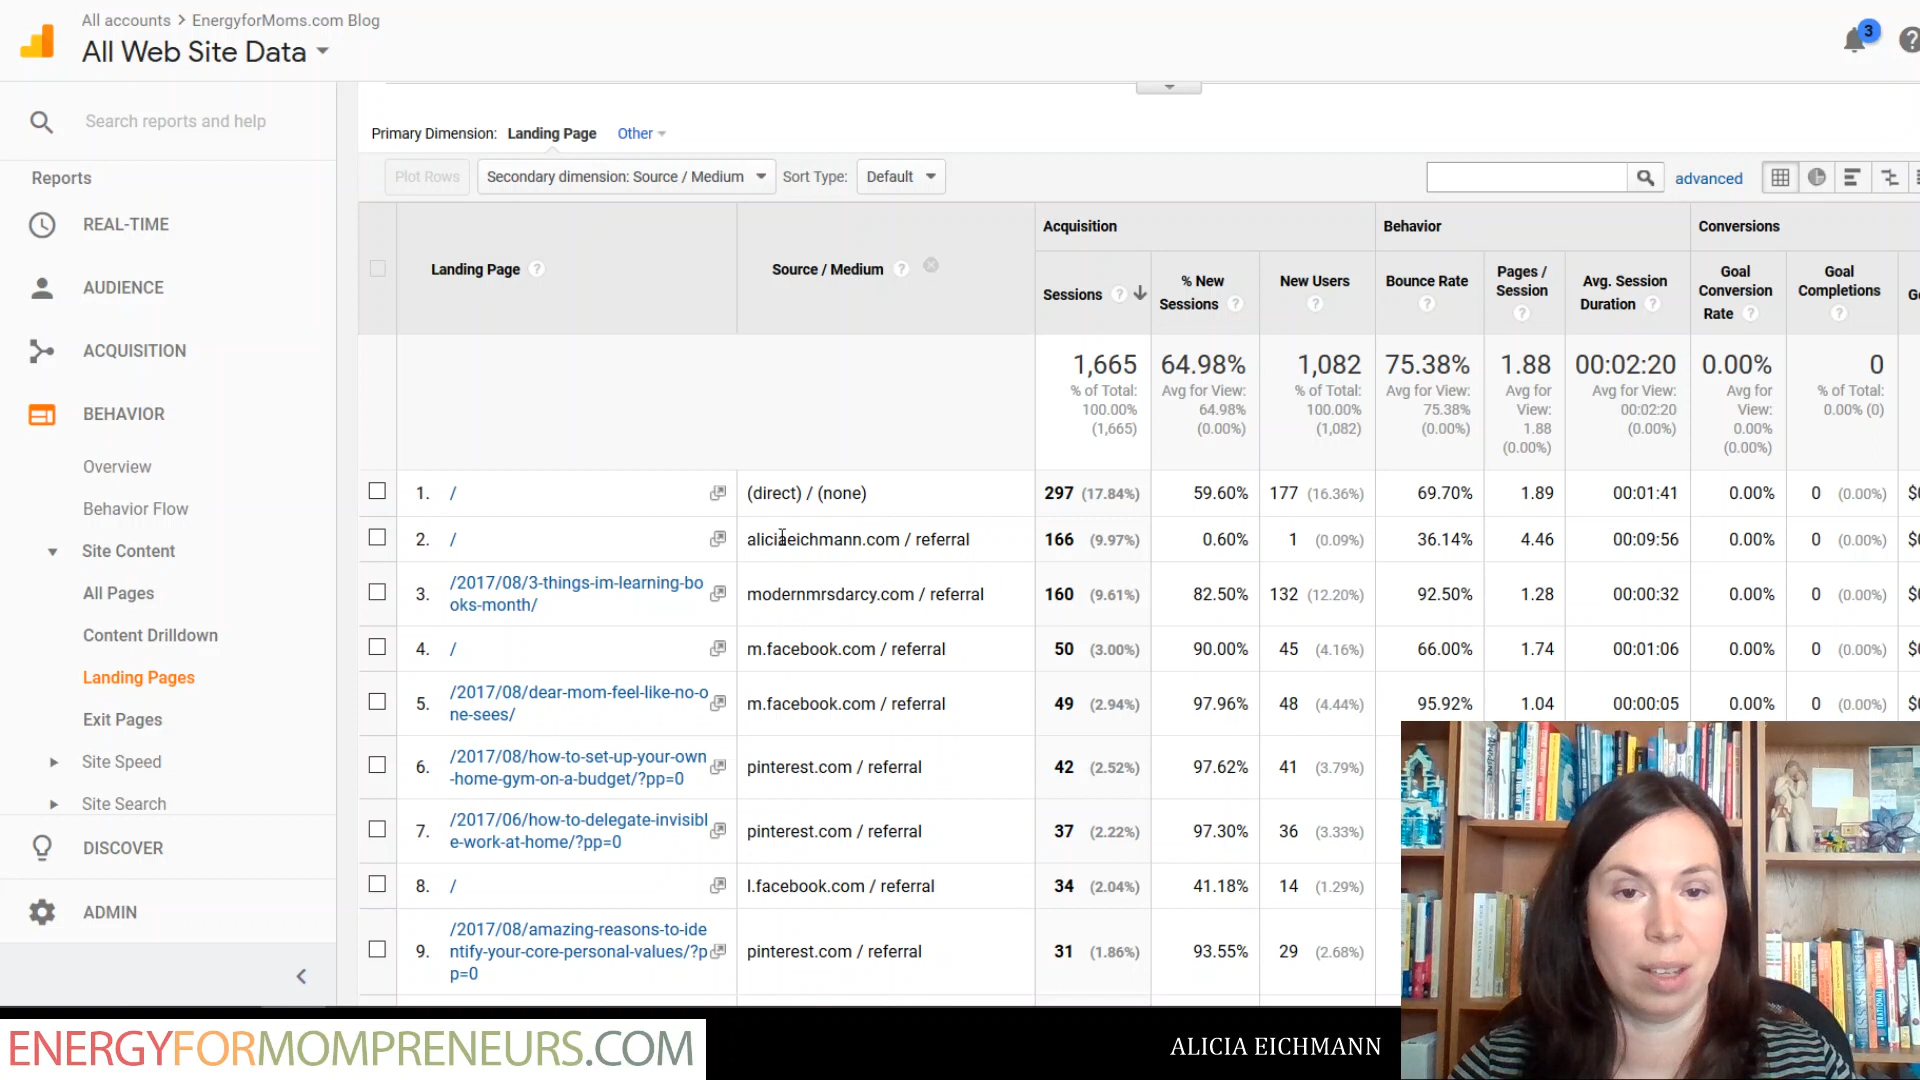 All accounts > EnergyforMoms.com Blog
All Web Site Data
3
Search reports and help
Reports
REAL-TIME
AUDIENCE
ACQUISITION
BEHAVIOR
Overview
Behavior Flow
Site Content
All Pages
Content Drilldown
Landing Pages
Exit Pages
Site Speed
Site Search
DISCOVER
ADMIN
Primary Dimension: Landing Page Other
Plot Rows Secondary dimension: Source / Medium Sort Type: Default advanced
Acquisition Behavior Conversions
Landing Page Source / Medium Sessions % New Sessions New Users Bounce Rate Pages / Session Avg. Session Duration Goal Conversion Rate Goal Completions
1,665 64.98% 1,082 75.38% 1.88 00:02:20 0.00% 0
% of Total: 100.00% (1,665) Avg for View: 64.98% (0.00%) % of Total: 100.00% (1,082) Avg for View: 75.38% (0.00%) Avg for View: 1.88 (0.00%) Avg for View: 00:02:20 (0.00%) Avg for View: 0.00% (0.00%) % of Total: 0.00% (0)
1. / (direct) / (none) 297 (17.84%) 59.60% 177 (16.36%) 69.70% 1.89 00:01:41 0.00% 0 (0.00%)
2. / aliciaeichmann.com / referral 166 (9.97%) 0.60% 1 (0.09%) 36.14% 4.46 00:09:56 0.00% 0 (0.00%)
3. /2017/08/3-things-im-learning-bo
oks-month/ modernmrsdarcy.com / referral 160 (9.61%) 82.50% 132 (12.20%) 92.50% 1.28 00:00:32 0.00% 0 (0.00%)
4. / m.facebook.com / referral 50 (3.00%) 90.00% 45 (4.16%) 66.00% 1.74 00:01:06 0.00% 0 (0.00%)
5. /2017/08/dear-mom-feel-like-no-o
ne-sees/ m.facebook.com / referral 49 (2.94%) 97.96% 48 (4.44%) 95.92% 1.04 00:00:05 0.00% 0 (0.00%)
6. /2017/08/how-to-set-up-your-own
-home-gym-on-a-budget/?pp=0 pinterest.com / referral 42 (2.52%) 97.62% 41 (3.79%)
7. /2017/06/how-to-delegate-invisibl
e-work-at-home/?pp=0 pinterest.com / referral 37 (2.22%) 97.30% 36 (3.33%)
8. / l.facebook.com / referral 34 (2.04%) 41.18% 14 (1.29%)
9. /2017/08/amazing-reasons-to-ide
ntify-your-core-personal-values/?p
p=0 pinterest.com / referral 31 (1.86%) 93.55% 29 (2.68%)
ENERGYFORMOMPRENEURS.COM
ALICIA EICHMANN